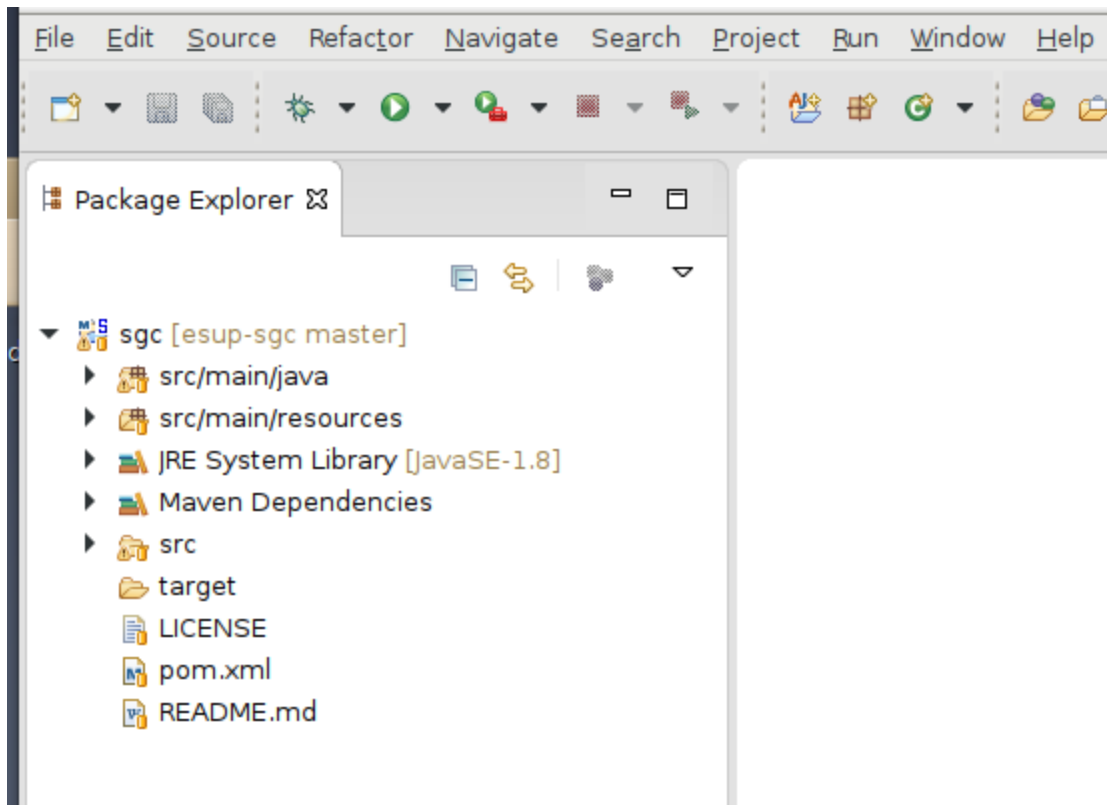 File Edit Source Refactor Navigate Search Project Run Window Help
Package Explorer
sgc [esup-sgc master]
src/main/java
src/main/resources
JRE System Library [JavaSE-1.8]
Maven Dependencies
src
target
LICENSE
pom.xml
README.md